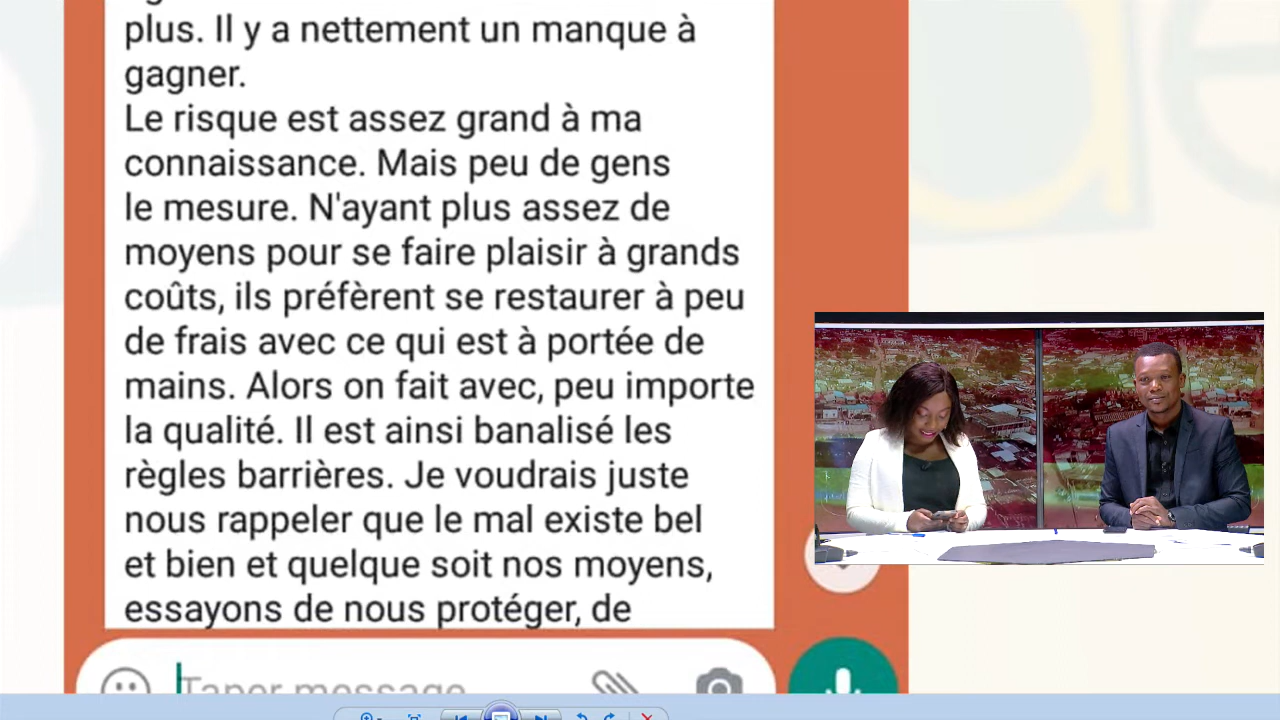 plus. Il y a nettement un manque à
gagner.
Le risque est assez grand à ma
connaissance. Mais peu de gens
le mesure. N'ayant plus assez de
moyens pour se faire plaisir à grands
coûts, ils préfèrent se restaurer à peu
de frais avec ce qui est à portée de
mains. Alors on fait avec, peu importe
la qualité. Il est ainsi banalisé les
règles barrières. Je voudrais juste
nous rappeler que le mal existe bel
et bien et quelque soit nos moyens,
essayons de nous protéger, de
Taper message